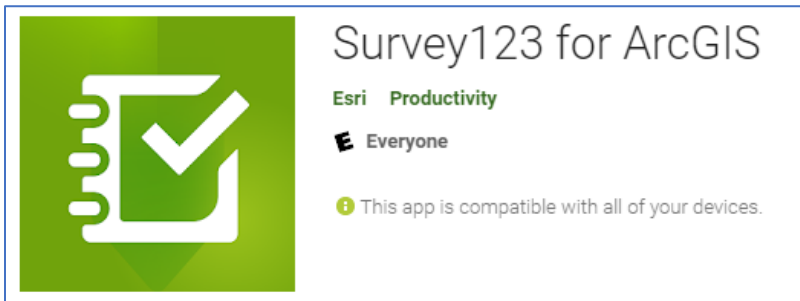 Survey123 for ArcGIS
Esri Productivity
E Everyone
This app is compatible with all of your devices.